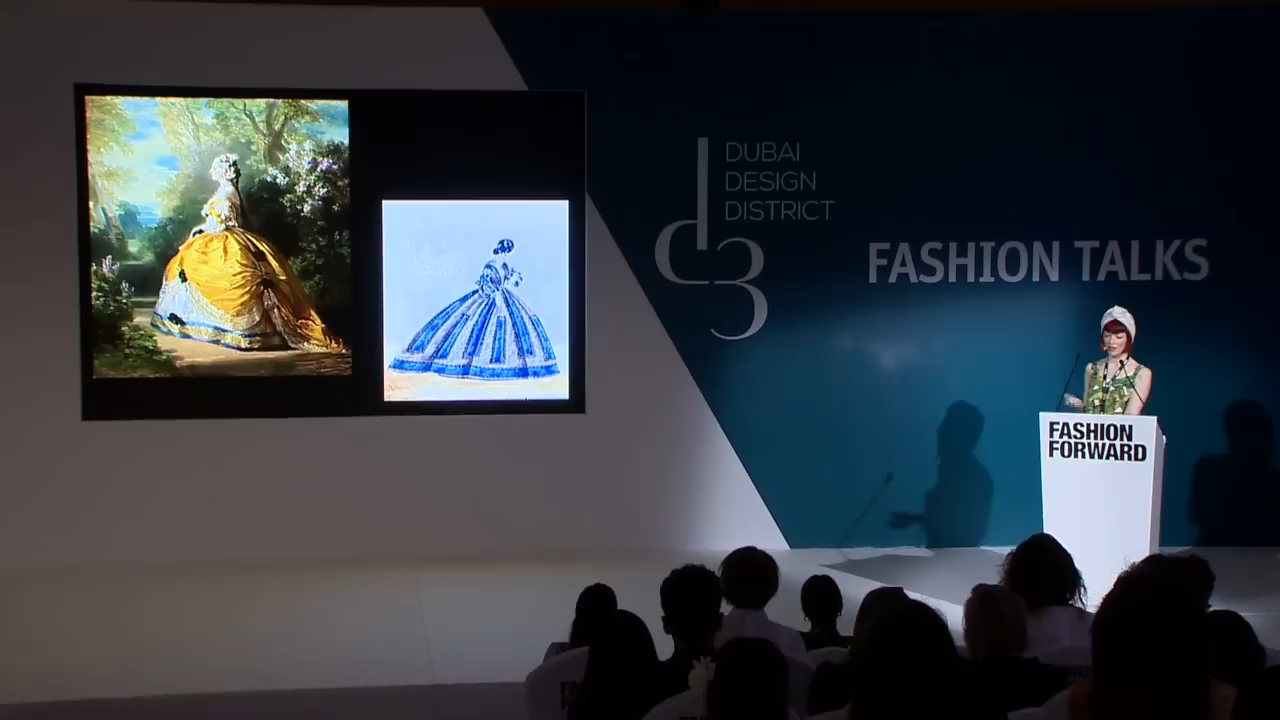 DUBAI
DESIGN
DISTRICT
d3
FASHION TALKS
FASHION
FORWARD